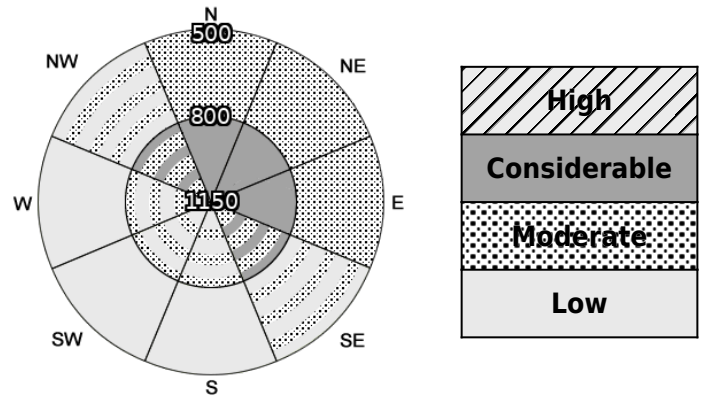 N
500
NW
NE
800
W
1150
E
SW
SE
S
High
Considerable
Moderate
Low